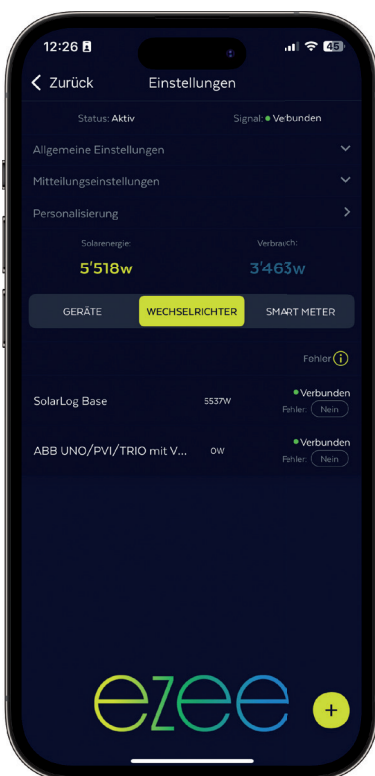 12:26
45
Zurück Einstellungen
Status: Aktiv Signal: Verbunden
Allgemeine Einstellungen
Mitteilungseinstellungen
Personalisierung
Solarenergie: Verbrauch:
5'518w 3'463w
GERÄTE WECHSELRICHTER SMART METER
Fehler i
SolarLog Base 5537W Verbunden
Fehler: Nein
ABB UNO/PVI/TRIO mit V... 0W Verbunden
Fehler: Nein
ezee
+